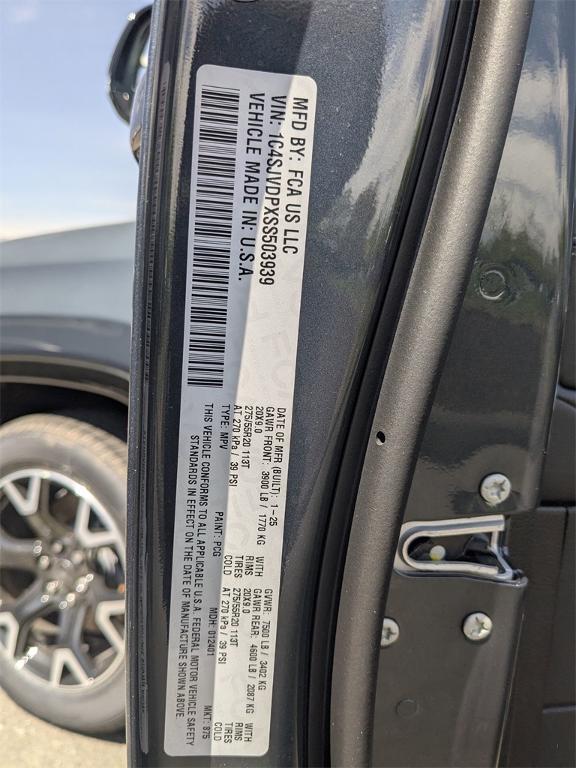 MFD BY: FCA US LLC
VIN: 1C4SJVDPXSS503939
VEHICLE MADE IN: U.S.A.
DATE OF MFR (BUILT): 1-25 GVWR: 7500 LB / 3402 KG
GAWR FRONT: 3900 LB / 1770 KG WITH GAWR REAR: 4600 LB / 2087 KG WITH
20X9.0 RIMS 20X9.0 RIMS
275/55R20 113T TIRES 275/55R20 113T TIRES
AT 270 kPa / 39 PSI COLD AT 270 kPa / 39 PSI COLD
TYPE: MPV PAINT: PCG MDH: 012401 MKT: 875
THIS VEHICLE CONFORMS TO ALL APPLICABLE U.S.A. FEDERAL MOTOR VEHICLE SAFETY
STANDARDS IN EFFECT ON THE DATE OF MANUFACTURE SHOWN ABOVE.